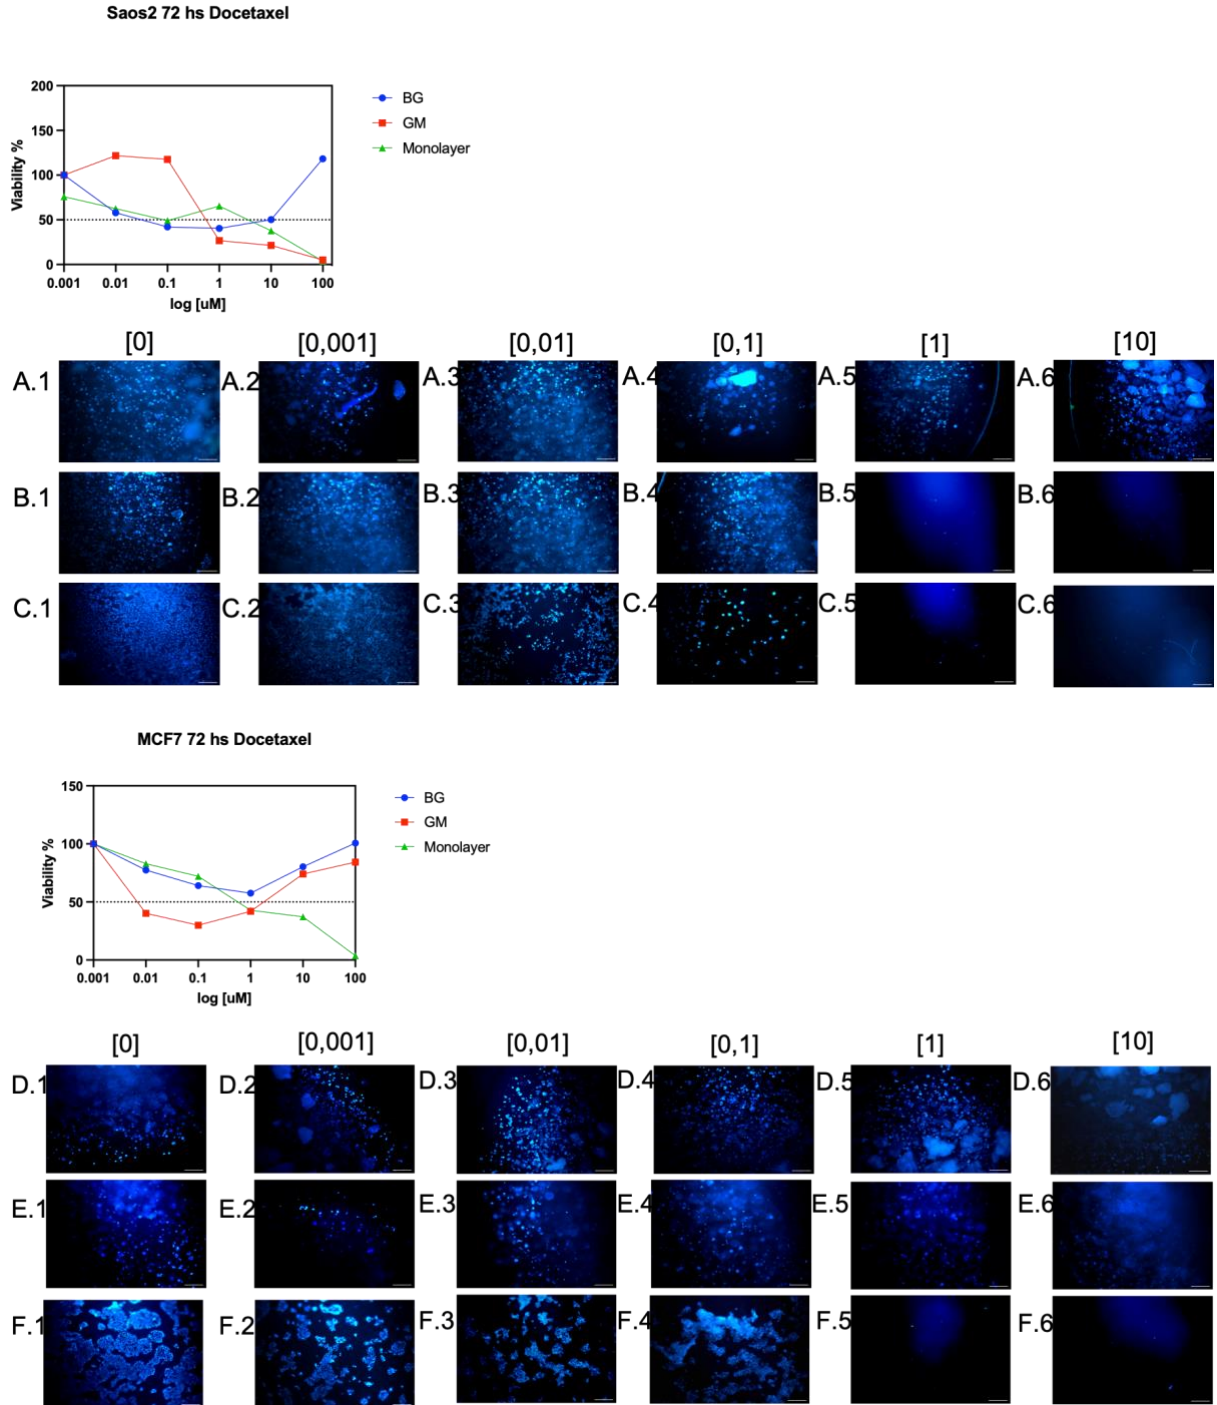 Saos2 72 hs Docetaxel
200
150
100
50
0
Viability %
0.001 0.01 0.1 1 10 100
log [uM]
BG
GM
Monolayer
[0] [0,001] [0,01] [0,1] [1] [10]
A.1 A.2 A.3 A.4 A.5 A.6
B.1 B.2 B.3 B.4 B.5 B.6
C.1 C.2 C.3 C.4 C.5 C.6
MCF7 72 hs Docetaxel
150
100
50
0
Viability %
0.001 0.01 0.1 1 10 100
log [uM]
BG
GM
Monolayer
[0] [0,001] [0,01] [0,1] [1] [10]
D.1 D.2 D.3 D.4 D.5 D.6
E.1 E.2 E.3 E.4 E.5 E.6
F.1 F.2 F.3 F.4 F.5 F.6